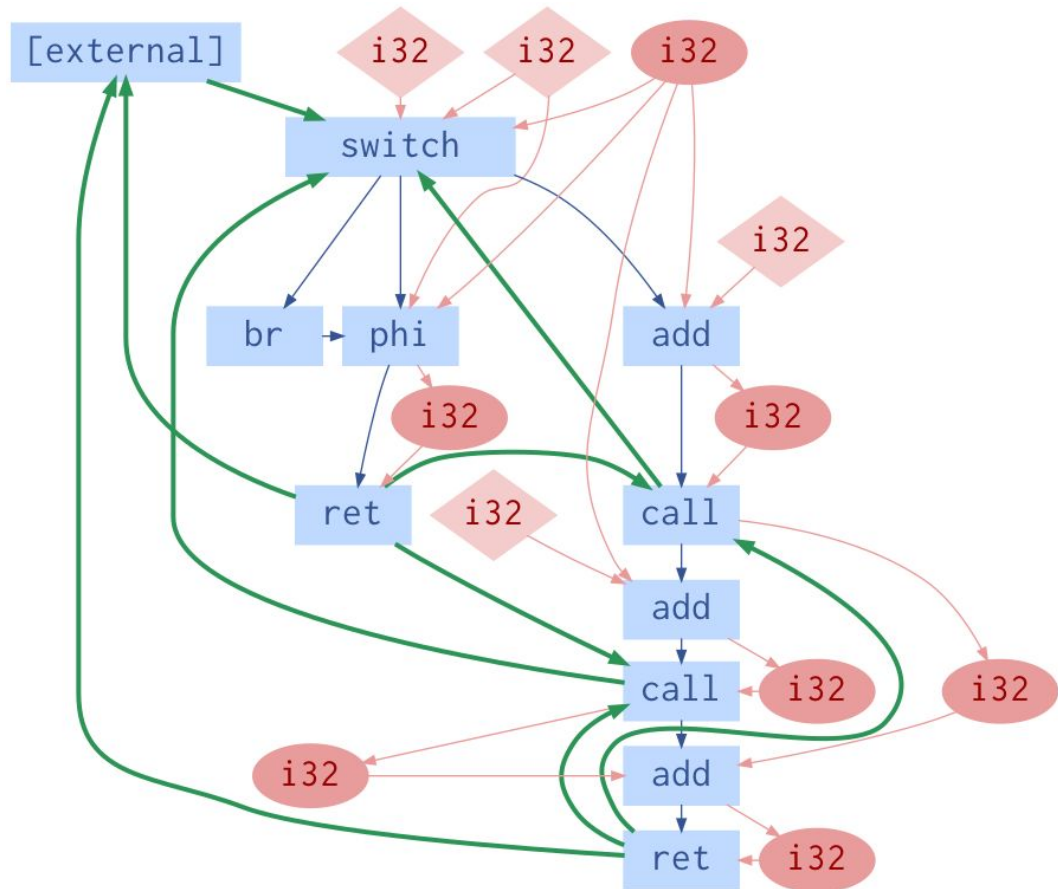 [external]
i32
i32
i32
switch
i32
br
phi
add
i32
i32
ret
i32
call
add
call
i32
i32
i32
add
ret
i32